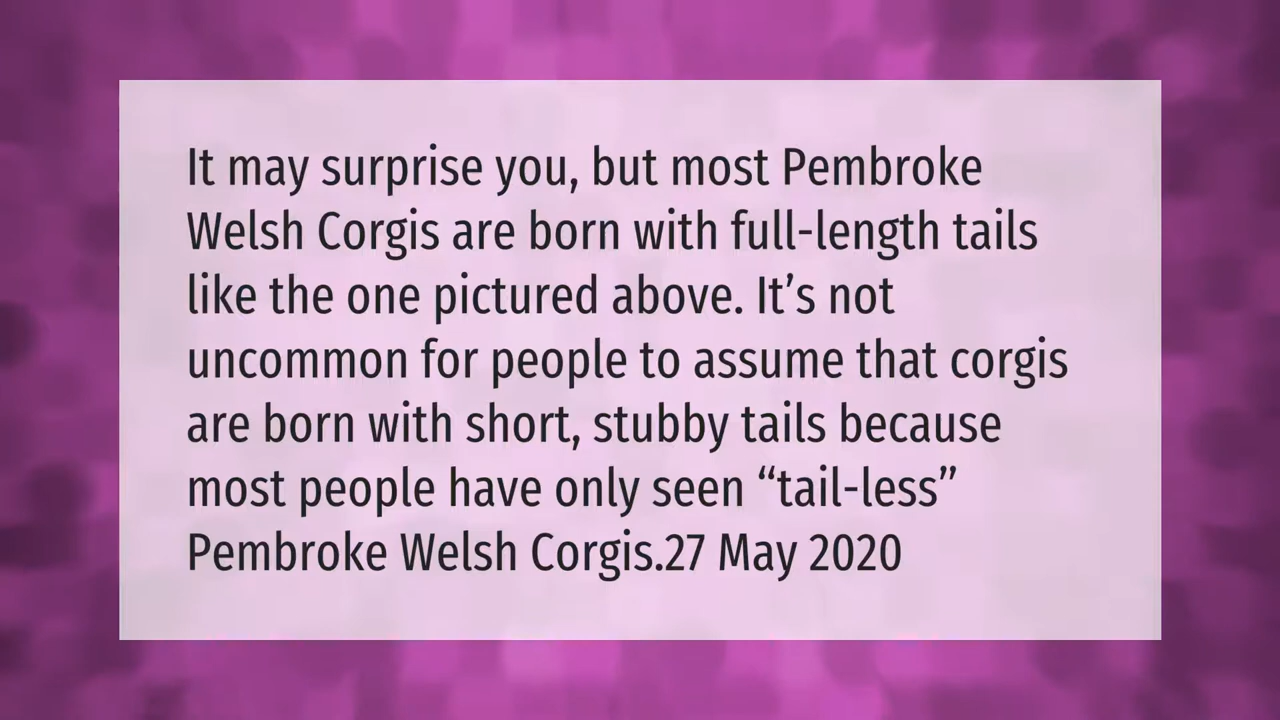 It may surprise you, but most Pembroke
Welsh Corgis are born with full-length tails
like the one pictured above. It’s not
uncommon for people to assume that corgis
are born with short, stubby tails because
most people have only seen “tail-less”
Pembroke Welsh Corgis.27 May 2020